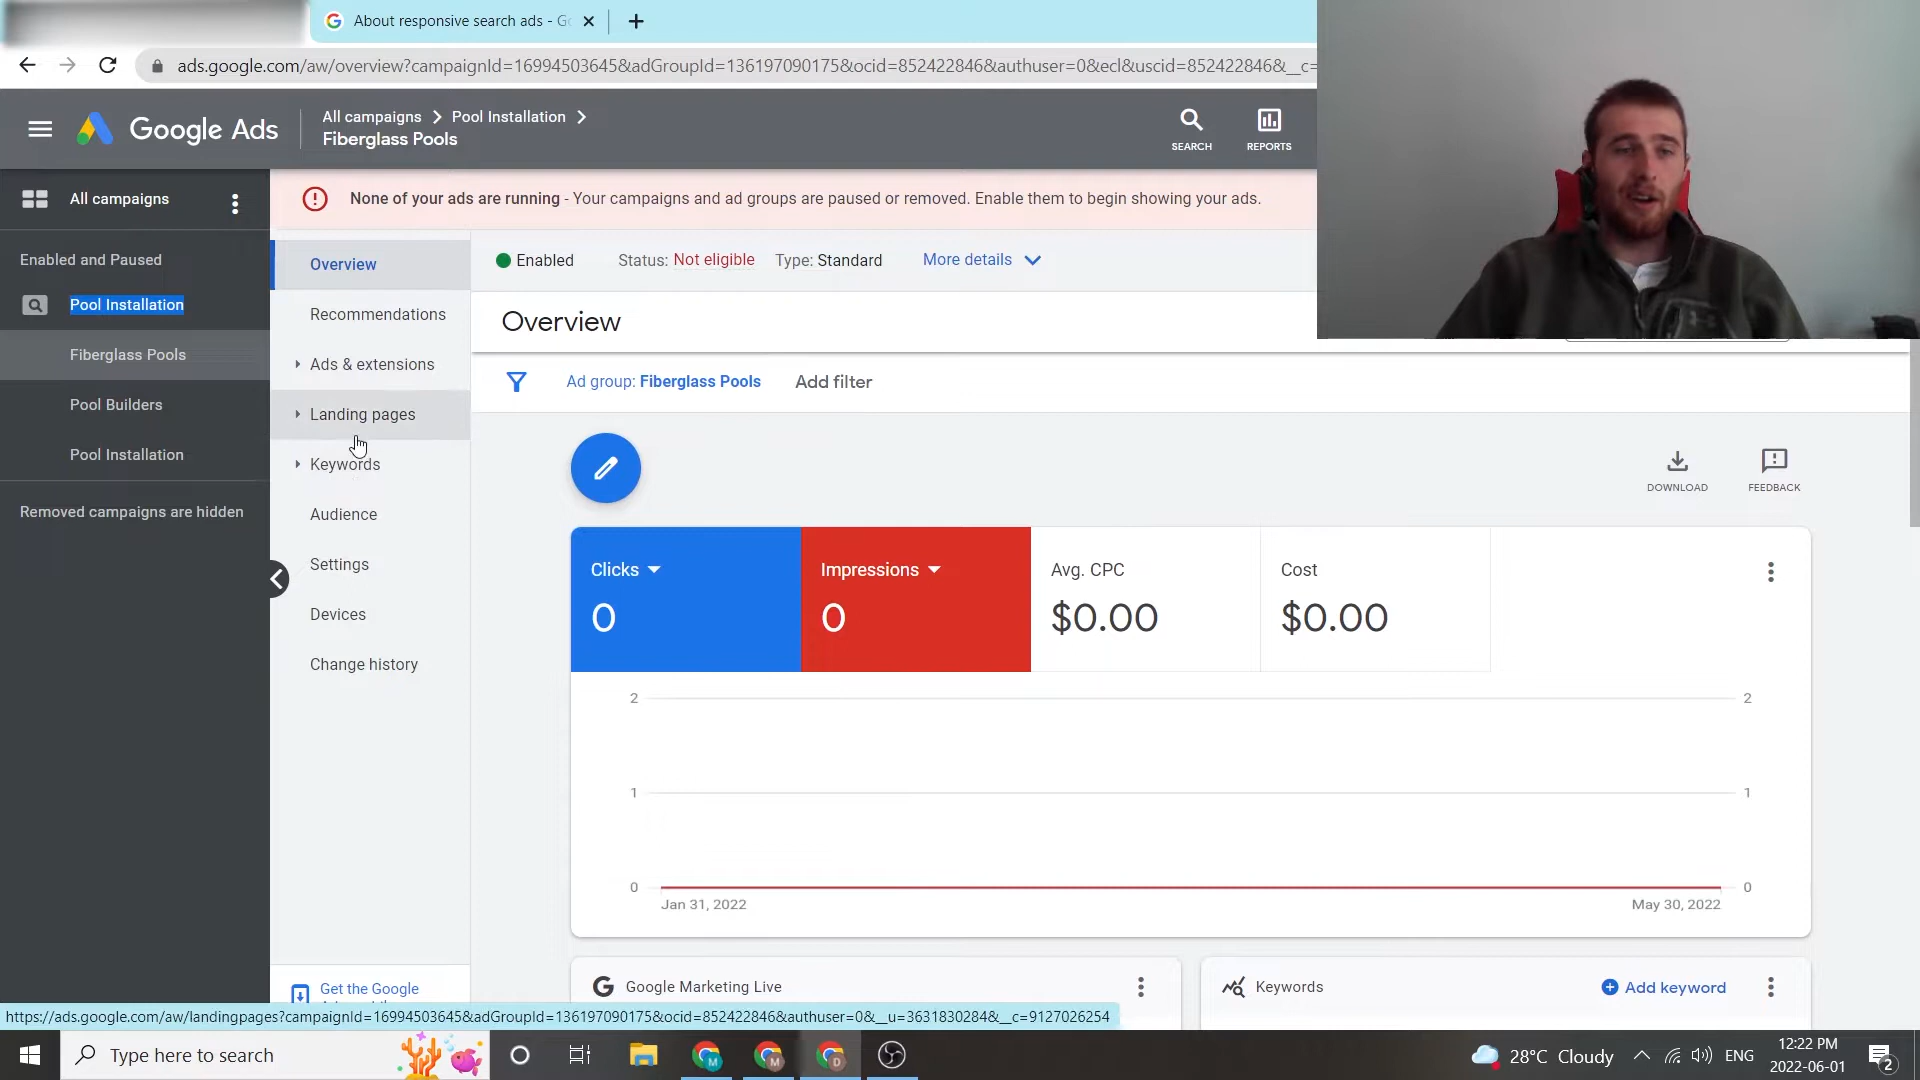 About responsive search ads - Go
ads.google.com/aw/overview?campaignId=16994503645&adGroupId=136197090175&ocid=852422846&authuser=0&ecl&uscid=852422846&__c=
Google Ads
All campaigns > Pool Installation >
Fiberglass Pools
SEARCH
REPORTS
All campaigns
None of your ads are running - Your campaigns and ad groups are paused or removed. Enable them to begin showing your ads.
Enabled and Paused
Pool Installation
Fiberglass Pools
Pool Builders
Pool Installation
Removed campaigns are hidden
Overview
Recommendations
Ads & extensions
Landing pages
Keywords
Audience
Settings
Devices
Change history
Get the Google
Enabled
Status: Not eligible
Type: Standard
More details
Overview
Ad group: Fiberglass Pools
Add filter
DOWNLOAD
FEEDBACK
Clicks
0
Impressions
0
Avg. CPC
$0.00
Cost
$0.00
2
2
1
1
0
0
Jan 31, 2022
May 30, 2022
Google Marketing Live
Keywords
Add keyword
https://ads.google.com/aw/landingpages?campaignId=16994503645&adGroupId=136197090175&ocid=852422846&authuser=0&__u=3631830284&__c=9127026254
Type here to search
28°C Cloudy
ENG
12:22 PM
2022-06-01
2